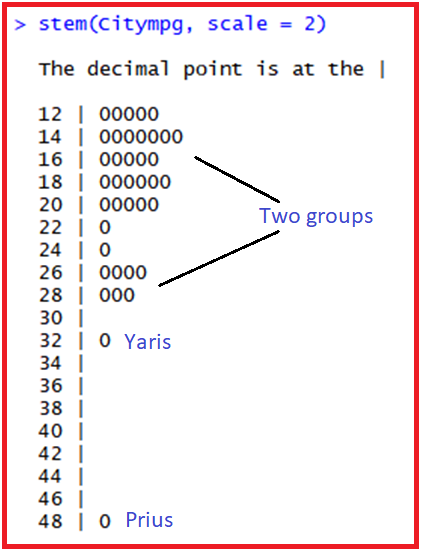 > stem(Citympg, scale = 2)
The decimal point is at the |
12 | 00000
14 | 0000000
16 | 00000
18 | 000000
20 | 00000
Two groups
22 | 0
24 | 0
26 | 0000
28 | 000
30 |
32 | 0 Yaris
34 |
36 |
38 |
40 |
42 |
44 |
46 |
48 | 0 Prius